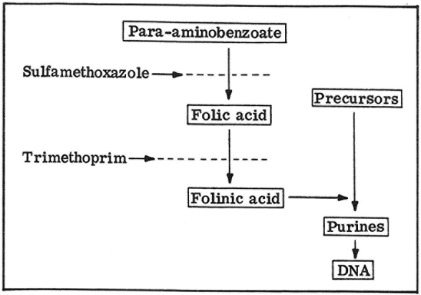 Para-aminobenzoate
Sulfamethoxazole
Precursors
Folic acid
Trimethoprim
Folinic acid
Purines
DNA